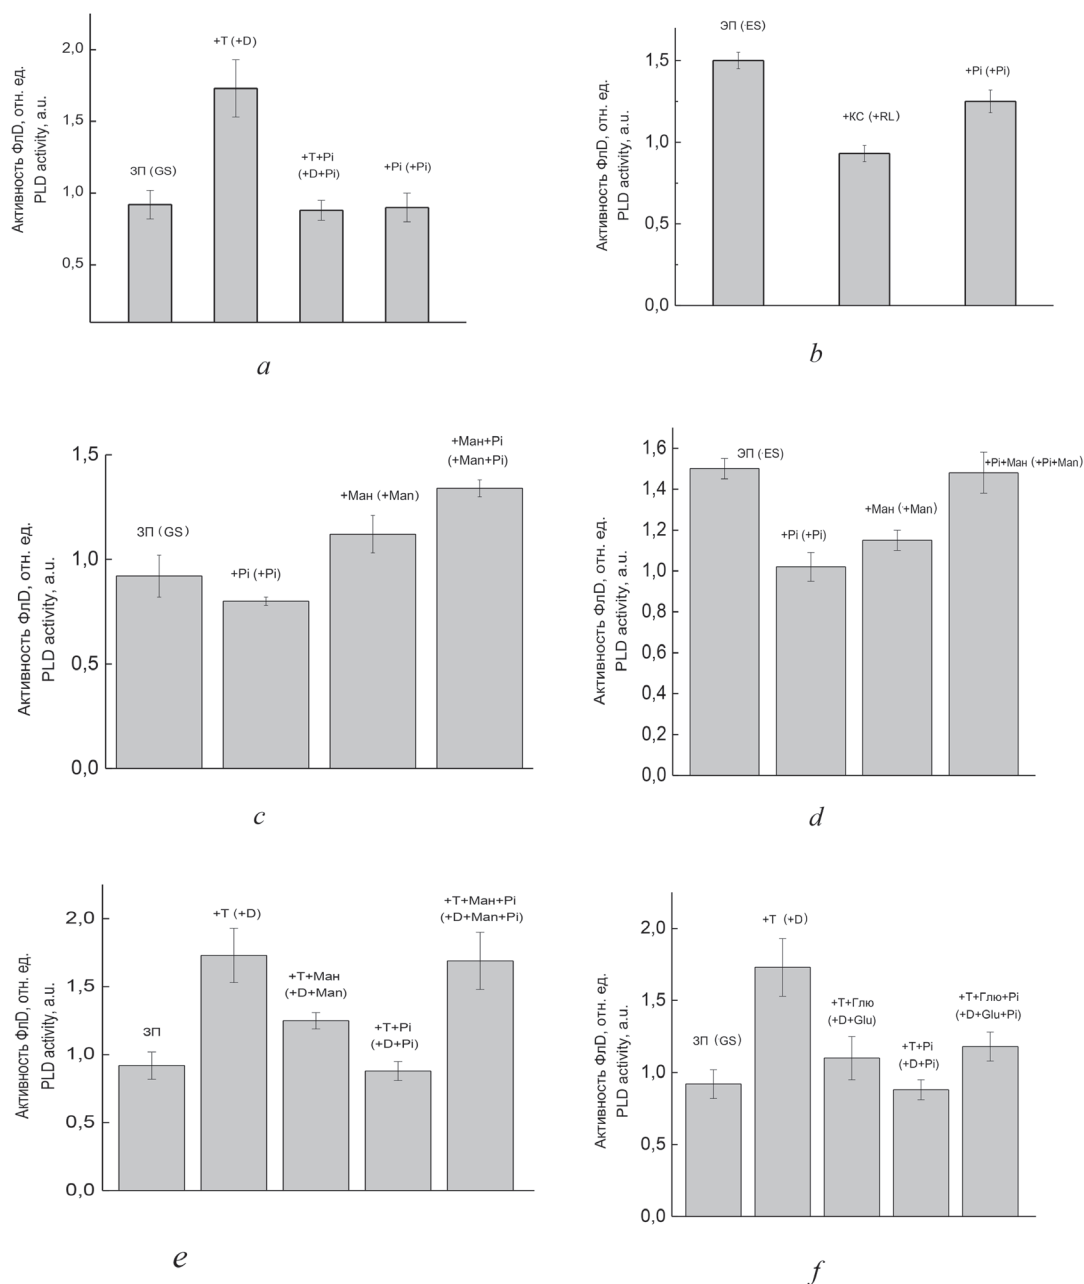 Активность ФлD, отн. ед.
PLD activity, a.u.
2,0
1,5
1,0
0,5
ЗП (GS)
+T (+D)
+T+Pi
(+D+Pi)
+Pi (+Pi)
a
Активность ФлD, отн. ед.
PLD activity, a.u.
1,5
1,0
0,5
0,0
ЭП (·ES)
+КС (+RL)
+Pi (+Pi)
b
Активность ФлD, отн. ед.
PLD activity, a.u.
1,5
1,0
0,5
0,0
ЗП (GS)
+Pi (+Pi)
+Ман (+Man)
+Ман+Pi
(+Man+Pi)
c
Активность ФлD, отн. ед.
PLD activity, a.u.
1,6
1,4
1,2
1,0
0,8
0,6
0,4
0,2
0,0
ЭП (·ES)
+Pi (+Pi)
+Ман (+Man)
+Pi+Ман (+Pi+Man)
d
Активность ФлD, отн. ед.
PLD activity, a.u.
2,0
1,5
1,0
0,5
0,0
ЗП
+T (+D)
+T+Ман
(+D+Man)
+T+Pi
(+D+Pi)
+T+Ман+Pi
(+D+Man+Pi)
e
Активность ФлD, отн. ед.
PLD activity, a.u.
2,0
1,5
1,0
0,5
0,0
ЗП (GS)
+T (+D)
+T+Глю
(+D+Glu)
+T+Pi
(+D+Pi)
+T+Глю+Pi
(+D+Glu+Pi)
f